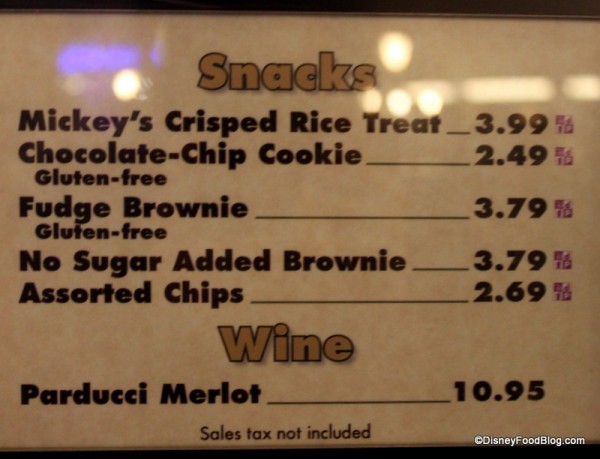 Snacks
Mickey's Crisped Rice Treat 3.99
Chocolate-Chip Cookie 2.49
Gluten-free
Fudge Brownie 3.79
Gluten-free
No Sugar Added Brownie 3.79
Assorted Chips 2.69
Wine
Parducci Merlot 10.95
Sales tax not included
©DisneyFoodBlog.com